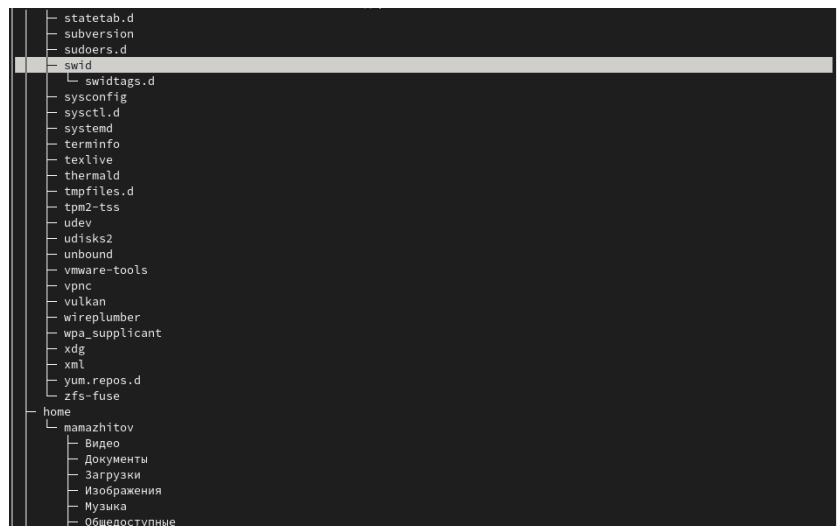 statetab.d
subversion
sudoers.d
swid
swidtags.d
sysconfig
sysctl.d
systemd
terminfo
texlive
thermald
tmpfiles.d
tpm2-tss
udev
udisks2
unbound
vmware-tools
vpnc
vulkan
wireplumber
wpa_supplicant
xdg
xml
yum.repos.d
zfs-fuse
home
mamazhitov
Видео
Документы
Загрузки
Изображения
Музыка
Общедоступные